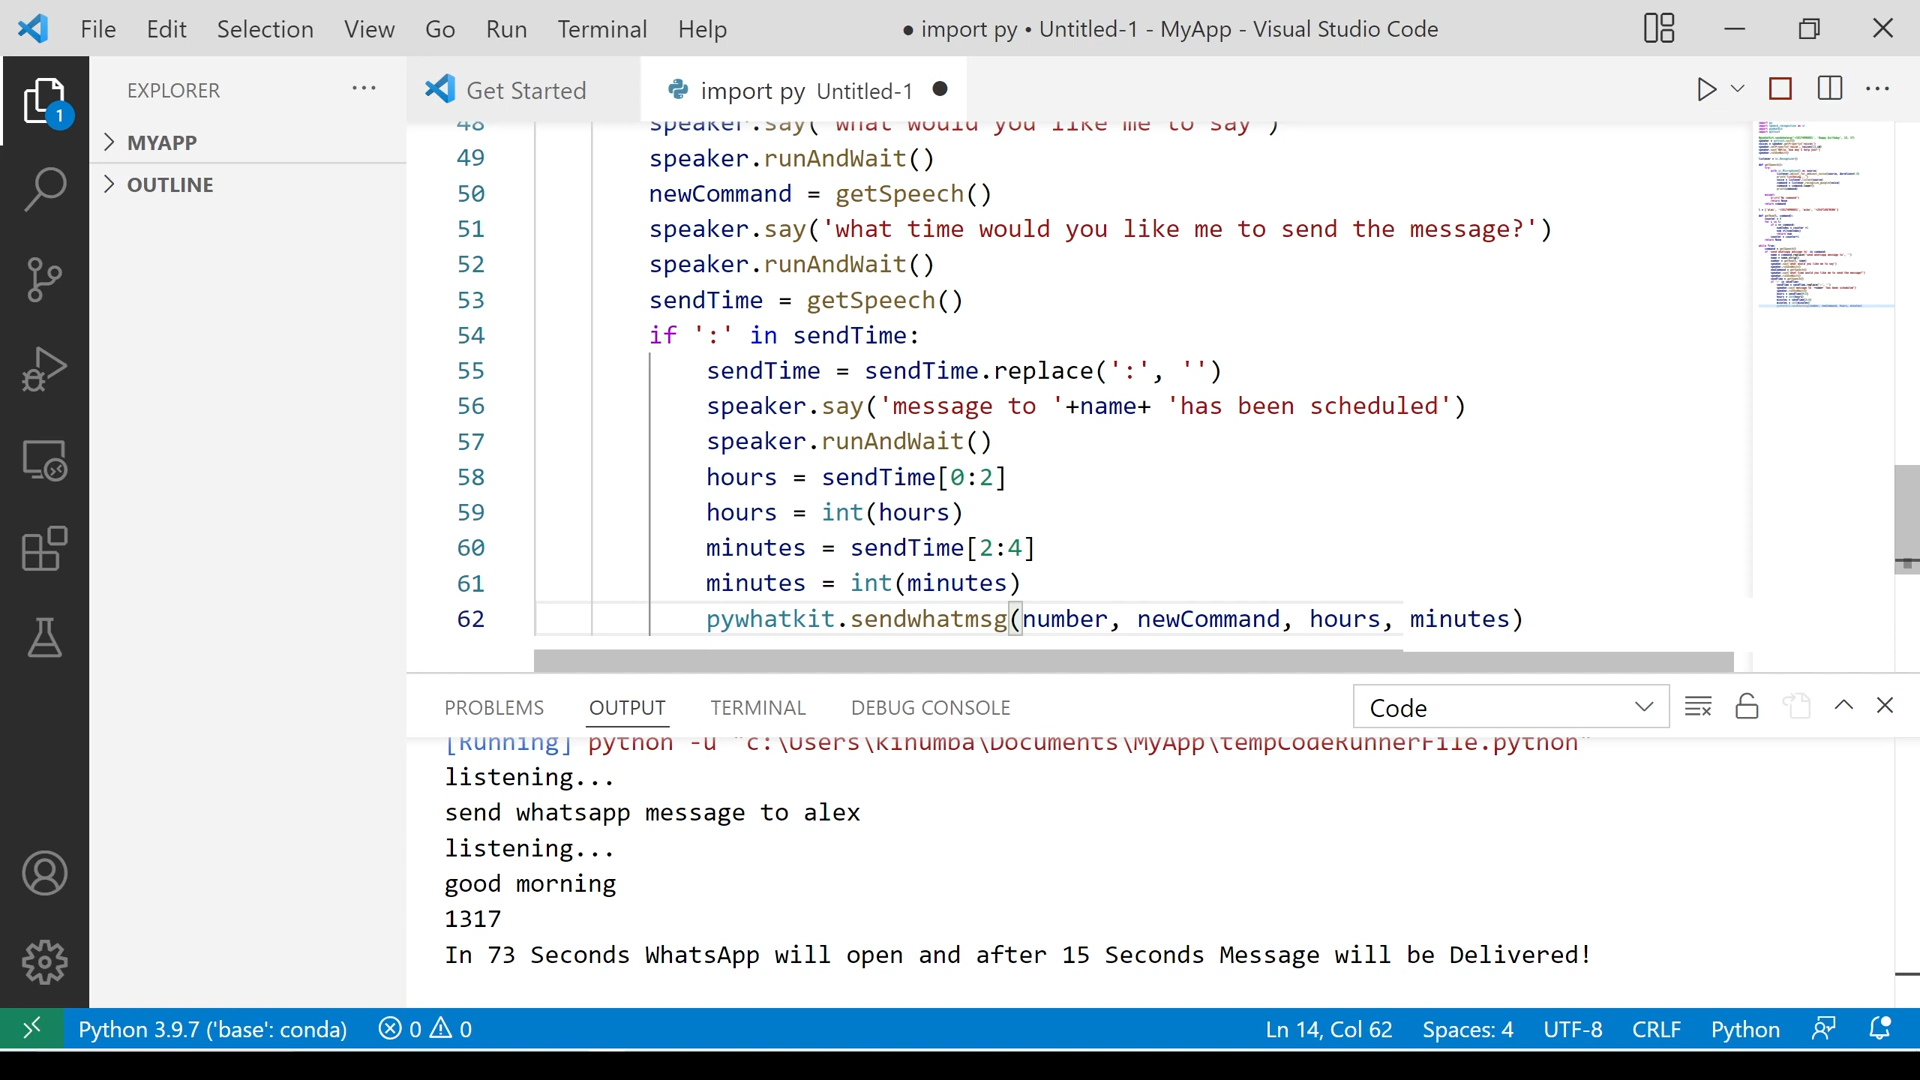 File Edit Selection View Go Run Terminal Help ● import py • Untitled-1 - MyApp - Visual Studio Code
EXPLORER ···
1
MYAPP
OUTLINE
Get Started
import py Untitled-1 ●
48 speaker.say('what would you like me to say')
49 speaker.runAndWait()
50 newCommand = getSpeech()
51 speaker.say('what time would you like me to send the message?')
52 speaker.runAndWait()
53 sendTime = getSpeech()
54 if ':' in sendTime:
55 sendTime = sendTime.replace(':', '')
56 speaker.say('message to '+name+ 'has been scheduled')
57 speaker.runAndWait()
58 hours = sendTime[0:2]
59 hours = int(hours)
60 minutes = sendTime[2:4]
61 minutes = int(minutes)
62 pywhatkit.sendwhatmsg(number, newCommand, hours, minutes)
PROBLEMS OUTPUT TERMINAL DEBUG CONSOLE Code
[Running] python -u "c:\Users\kihumba\Documents\MyApp\tempCodeRunnerFile.python"
listening...
send whatsapp message to alex
listening...
good morning
1317
In 73 Seconds WhatsApp will open and after 15 Seconds Message will be Delivered!
Python 3.9.7 ('base': conda) 0 0 Ln 14, Col 62 Spaces: 4 UTF-8 CRLF Python